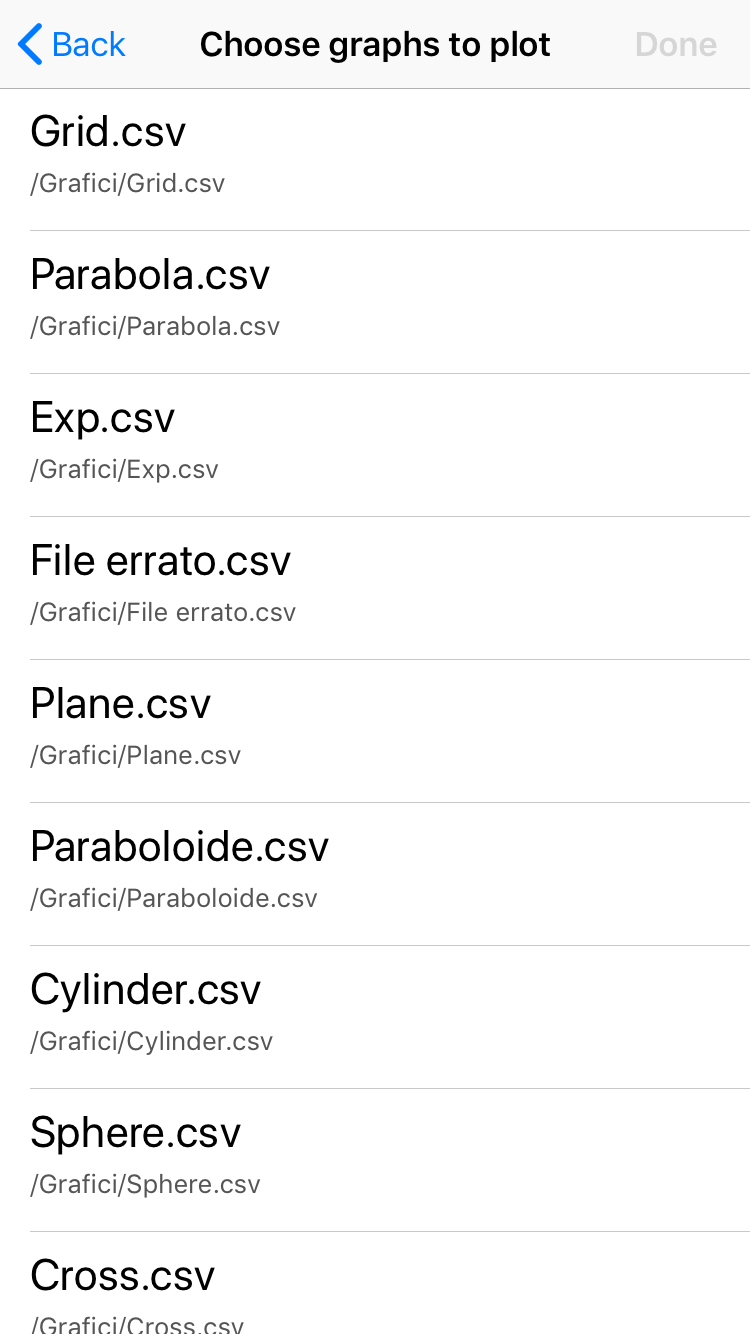 Back Choose graphs to plot Done
Grid.csv
/Grafici/Grid.csv
Parabola.csv
/Grafici/Parabola.csv
Exp.csv
/Grafici/Exp.csv
File errato.csv
/Grafici/File errato.csv
Plane.csv
/Grafici/Plane.csv
Paraboloide.csv
/Grafici/Paraboloide.csv
Cylinder.csv
/Grafici/Cylinder.csv
Sphere.csv
/Grafici/Sphere.csv
Cross.csv
/Grafici/Cross.csv